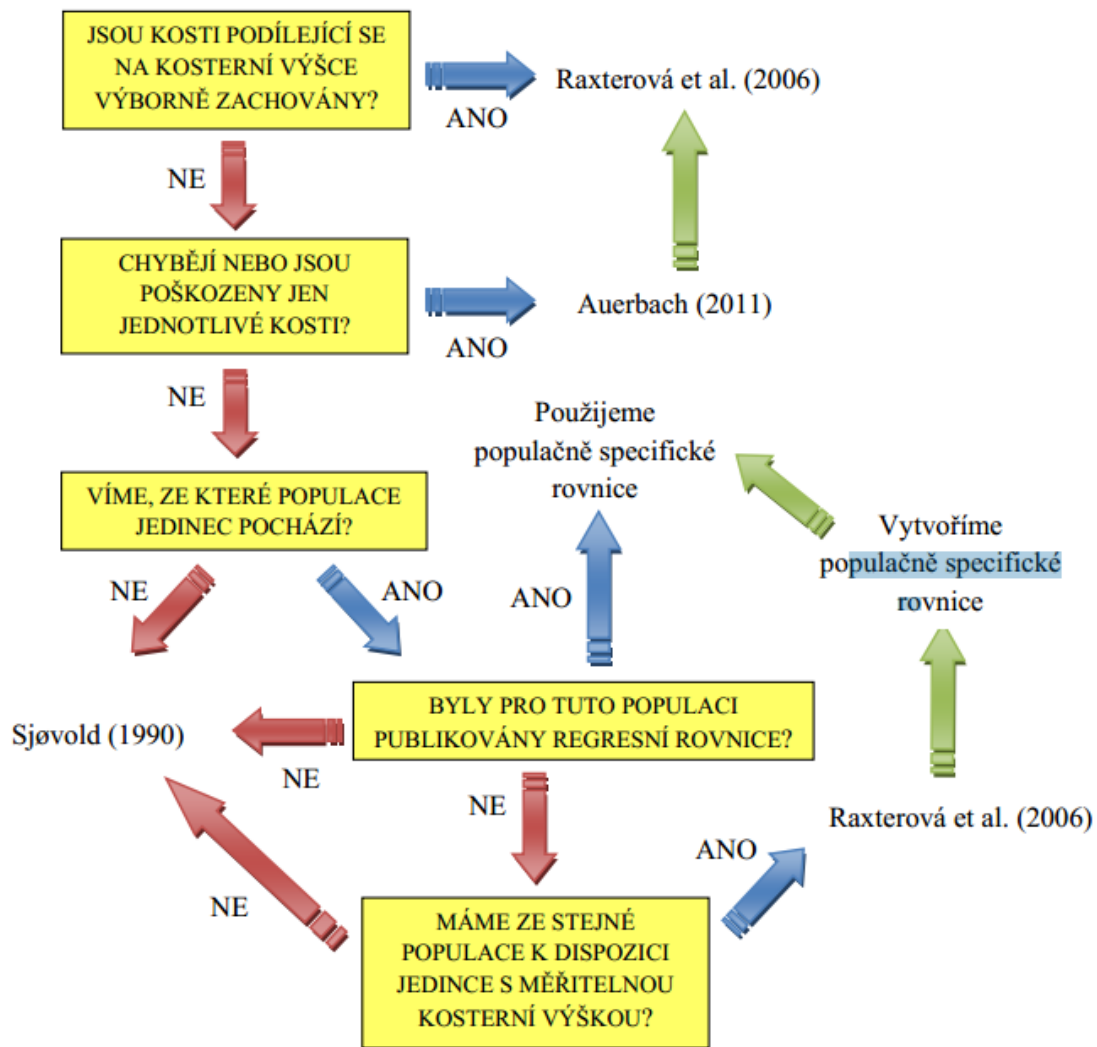 JSOU KOSTI PODÍLEJÍCÍ SE
NA KOSTERNÍ VÝŠCE
VÝBORNĚ ZACHOVÁNY?
ANO
Raxterová et al. (2006)
NE
CHYBĚJÍ NEBO JSOU
POŠKOZENY JEN
JEDNOTLIVÉ KOSTI?
ANO
Auerbach (2011)
NE
Použijeme
populačně specifické
rovnice
VÍME, ZE KTERÉ POPULACE
JEDINEC POCHÁZÍ?
Vytvoříme
populačně specifické
rovnice
NE
ANO
ANO
BYLY PRO TUTO POPULACI
PUBLIKOVÁNY REGRESNÍ ROVNICE?
Sjøvold (1990)
NE
NE
Raxterová et al. (2006)
ANO
NE
MÁME ZE STEJNÉ
POPULACE K DISPOZICI
JEDINCE S MĚŘITELNOU
KOSTERNÍ VÝŠKOU?